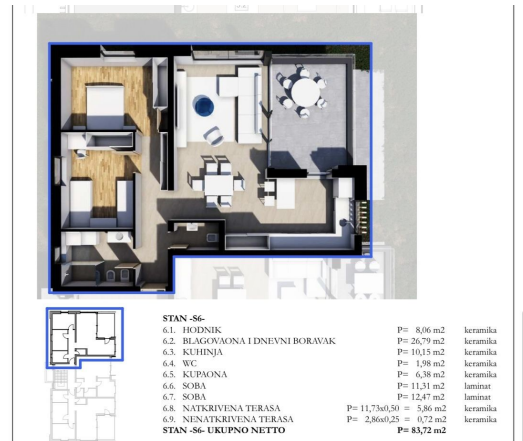 STAN -S6-
6.1. HODNIK P= 8,06 m2 keramika
6.2. BLAGOVAONA I DNEVNI BORAVAK P= 26,79 m2 keramika
6.3. KUHINJA P= 10,15 m2 keramika
6.4. WC P= 1,98 m2 keramika
6.5. KUPAONA P= 6,38 m2 keramika
6.6. SOBA P= 11,31 m2 laminat
6.7. SOBA P= 12,47 m2 laminat
6.8. NATKRIVENA TERASA P= 11,73x0,50 = 5,86 m2 keramika
6.9. NENATKRIVENA TERASA P= 2,86x0,25 = 0,72 m2 keramika
STAN -S6- UKUPNO NETTO P= 83,72 m2